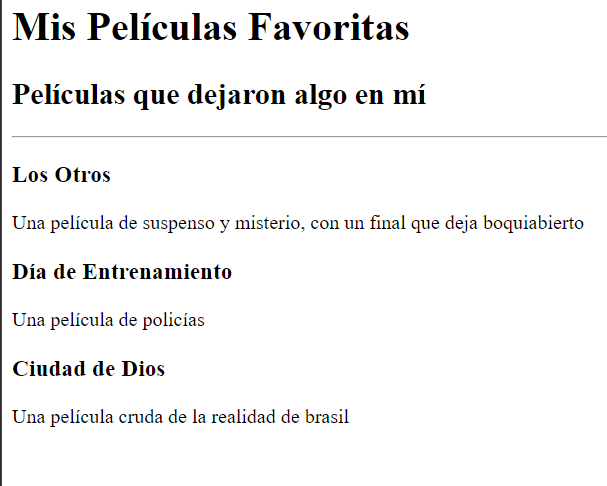 Mis Películas Favoritas
Películas que dejaron algo en mí
Los Otros
Una película de suspenso y misterio, con un final que deja boquiabierto
Día de Entrenamiento
Una película de policías
Ciudad de Dios
Una película cruda de la realidad de brasil